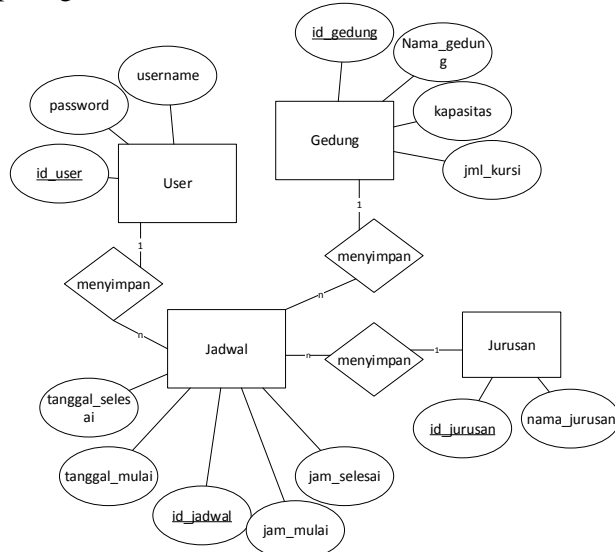 id_gedung
Nama_gedun
g
username
password
kapasitas
Gedung
jml_kursi
id_user
User
1
1
menyimpan
menyimpan
n
n
Jadwal
n
menyimpan
1
Jurusan
tanggal_seles
ai
id_jurusan
nama_jurusan
tanggal_mulai
jam_selesai
id_jadwal
jam_mulai